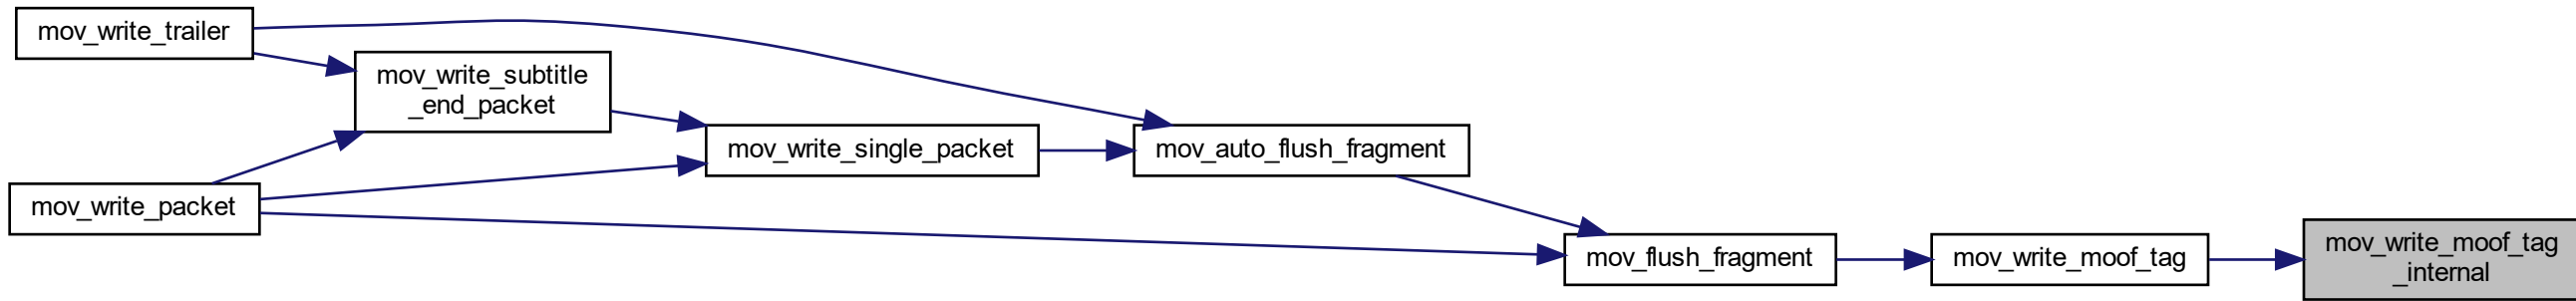 mov_write_trailer
mov_write_subtitle
_end_packet
mov_write_single_packet
mov_auto_flush_fragment
mov_write_packet
mov_flush_fragment
mov_write_moof_tag
mov_write_moof_tag
_internal